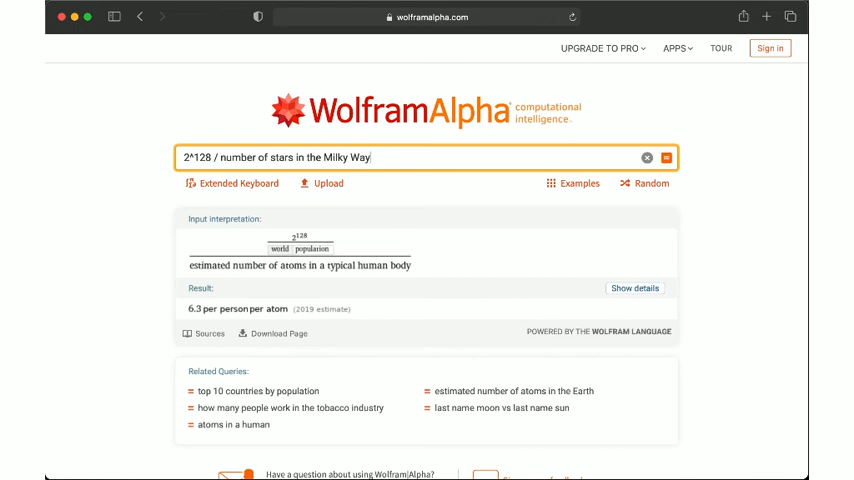 wolframalpha.com
UPGRADE TO PRO APPS TOUR Sign in
WolframAlpha computational intelligence.
2^128 / number of stars in the Milky Way
Extended Keyboard Upload Examples Random
Input interpretation:
2^128
world population
estimated number of atoms in a typical human body
Result: Show details
6.3 per person per atom (2019 estimate)
Sources Download Page POWERED BY THE WOLFRAM LANGUAGE
Related Queries:
= top 10 countries by population = estimated number of atoms in the Earth
= how many people work in the tobacco industry = last name moon vs last name sun
= atoms in a human
Have a question about using Wolfram|Alpha?